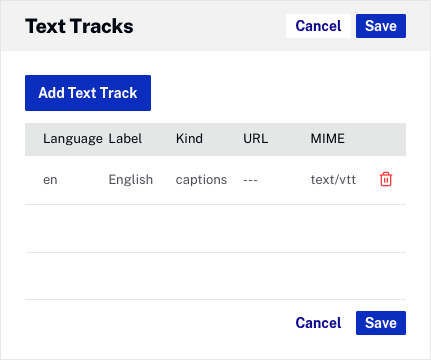 Text Tracks Cancel Save
Add Text Track
Language Label Kind URL MIME
en English captions --- text/vtt
Cancel Save